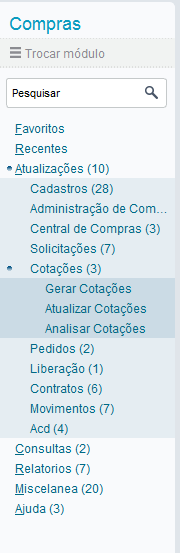 Compras
Trocar módulo
Pesquisar
Favoritos
Recentes
Atualizações (10)
Cadastros (28)
Administração de Com...
Central de Compras (3)
Solicitações (7)
Cotações (3)
Gerar Cotações
Atualizar Cotações
Analisar Cotações
Pedidos (2)
Liberação (1)
Contratos (6)
Movimentos (7)
Acd (4)
Consultas (2)
Relatorios (7)
Miscelanea (20)
Ajuda (3)